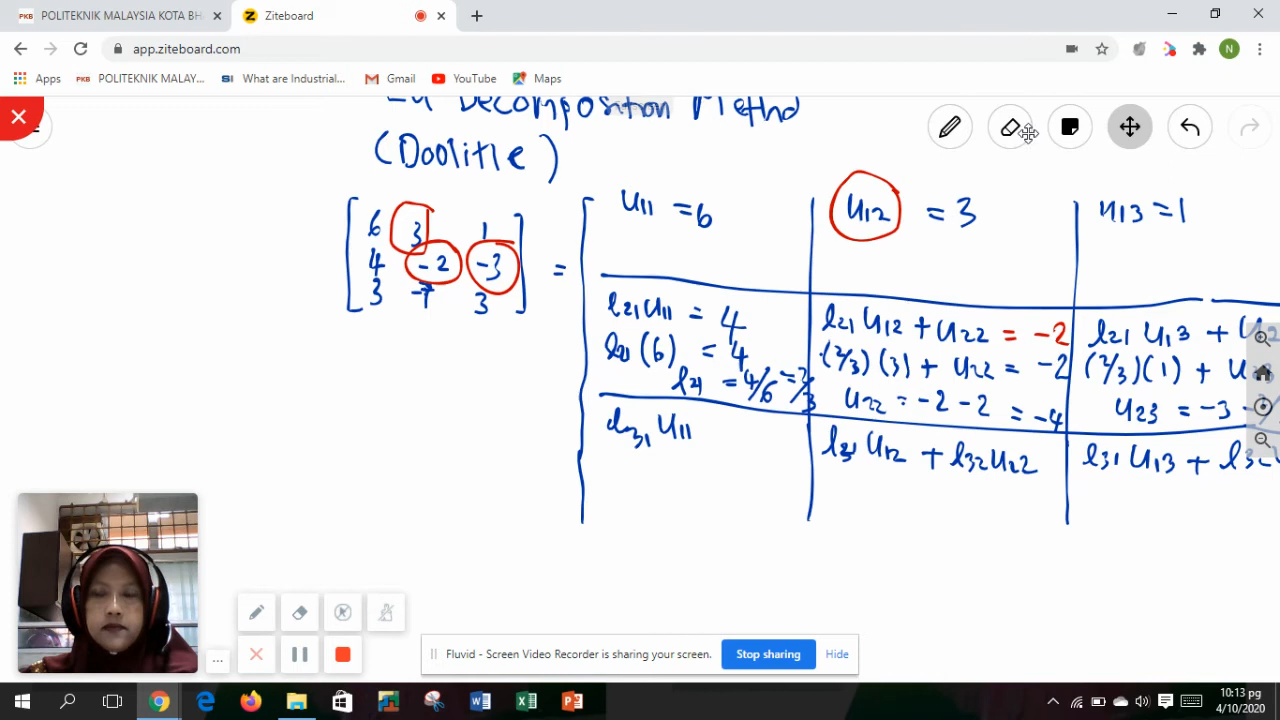 POLITEKNIK MALAYSIA KOTA BH
Ziteboard
app.ziteboard.com
N
Apps
PKB
POLITEKNIK MALAY...
SI
What are Industrial...
Gmail
YouTube
Maps
Decomposition Method
(Doolitle)
6 3 1
4 -2 -3
3 -7 3
=
u11 = 6
u12 = 3
u13 = 1
l21 u11 = 4
l21 (6) = 4
l21 = 4/6 = 2/3
l21 u12 + u22 = -2
(2/3)(3) + u22 = -2
u22 = -2 - 2 = -4
l21 u13 +
(2/3)(1) + u
u23 = -3 -
l31 u11
l31 u12 + l32 u22
l31 u13 + l32
...
Fluvid - Screen Video Recorder is sharing your screen.
Stop sharing
Hide
10:13 pg
4/10/2020